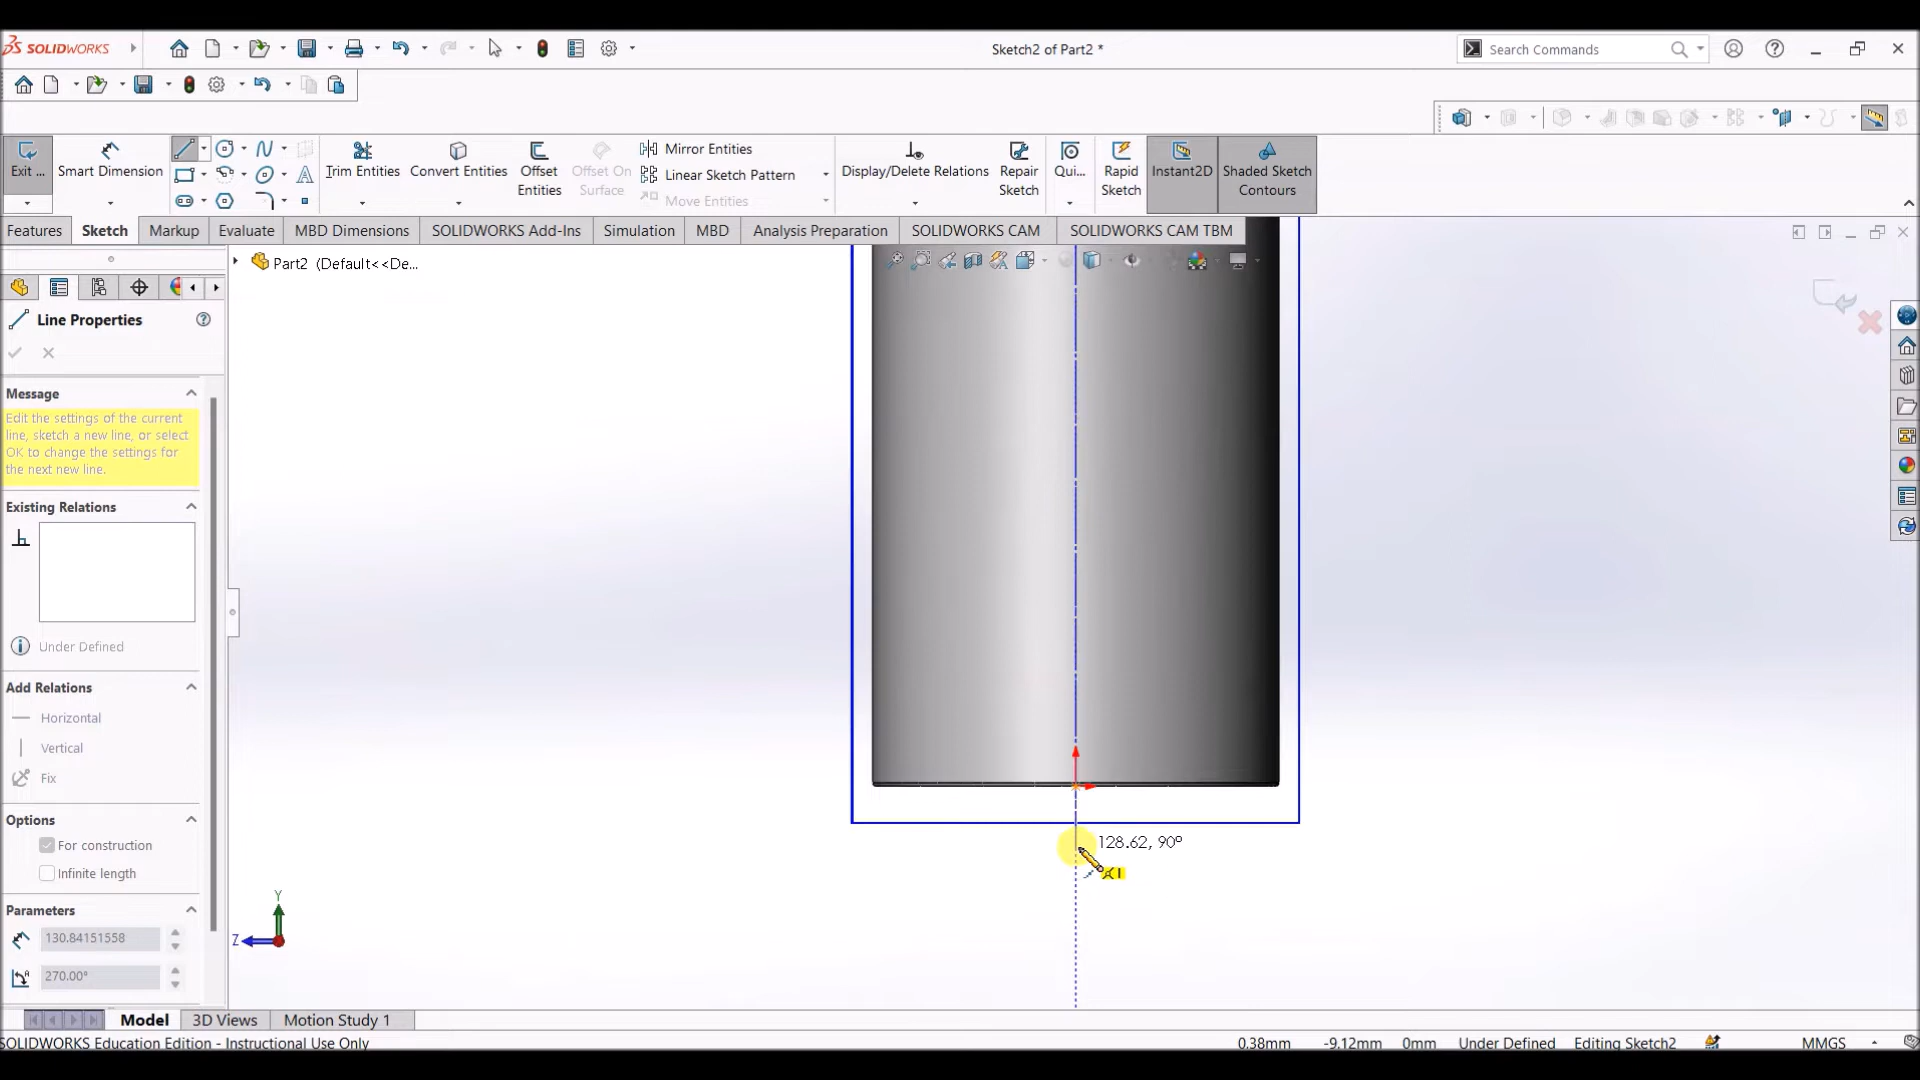 SOLIDWORKS
Sketch2 of Part2 *
Search Commands
Exit ...
Smart Dimension
Trim Entities
Convert Entities
Offset
Entities
Offset On
Surface
Mirror Entities
Linear Sketch Pattern
Move Entities
Display/Delete Relations
Repair
Sketch
Qui...
Rapid
Sketch
Instant2D
Shaded Sketch
Contours
Features
Sketch
Markup
Evaluate
MBD Dimensions
SOLIDWORKS Add-Ins
Simulation
MBD
Analysis Preparation
SOLIDWORKS CAM
SOLIDWORKS CAM TBM
Part2 (Default<<De...
Line Properties
Message
Edit the settings of the current
line, sketch a new line, or select
OK to change the settings for
the next new line.
Existing Relations
Under Defined
Add Relations
Horizontal
Vertical
Fix
Options
For construction
Infinite length
Parameters
130.84151558
270.00°
128.62, 90°
Y
Z
Model
3D Views
Motion Study 1
SOLIDWORKS Education Edition - Instructional Use Only
0.38mm
-9.12mm
0mm
Under Defined
Editing Sketch2
MMGS